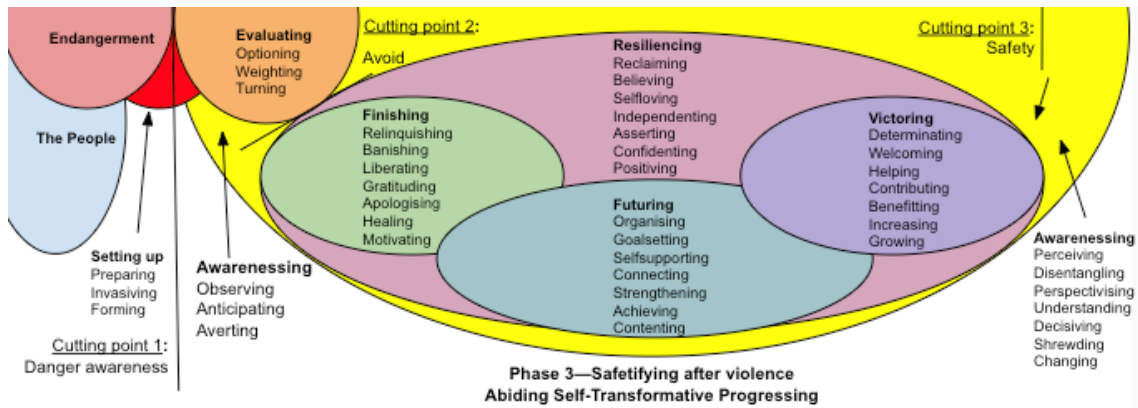 Endangerment
The People
Setting up
Preparing
Invasiving
Forming
Cutting point 1:
Danger awareness
Evaluating
Optioning
Weighting
Turning
Awarenessing
Observing
Anticipating
Averting
Cutting point 2:
Avoid
Finishing
Relinquishing
Banishing
Liberating
Gratituding
Apologising
Healing
Motivating
Resiliencing
Reclaiming
Believing
Selfloving
Independenting
Asserting
Confidenting
Positiving
Futuring
Organising
Goalsetting
Selfsupporting
Connecting
Strengthening
Achieving
Contenting
Victoring
Determinating
Welcoming
Helping
Contributing
Benefitting
Increasing
Growing
Cutting point 3:
Safety
Awarenessing
Perceiving
Disentangling
Perspectivising
Understanding
Decisiving
Shrewding
Changing
Phase 3—Safetifying after violence
Abiding Self-Transformative Progressing